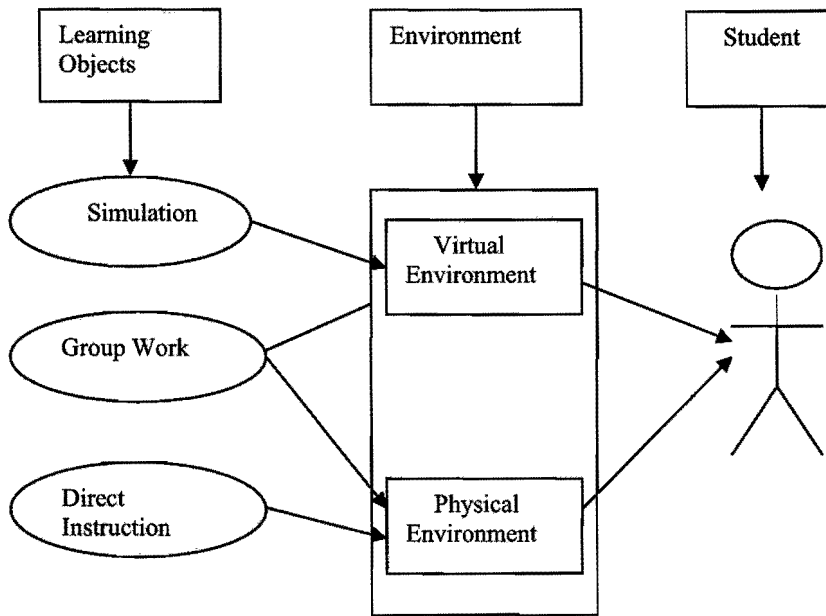 Learning
Objects
Environment
Student
Simulation
Virtual
Environment
Group Work
Direct
Instruction
Physical
Environment